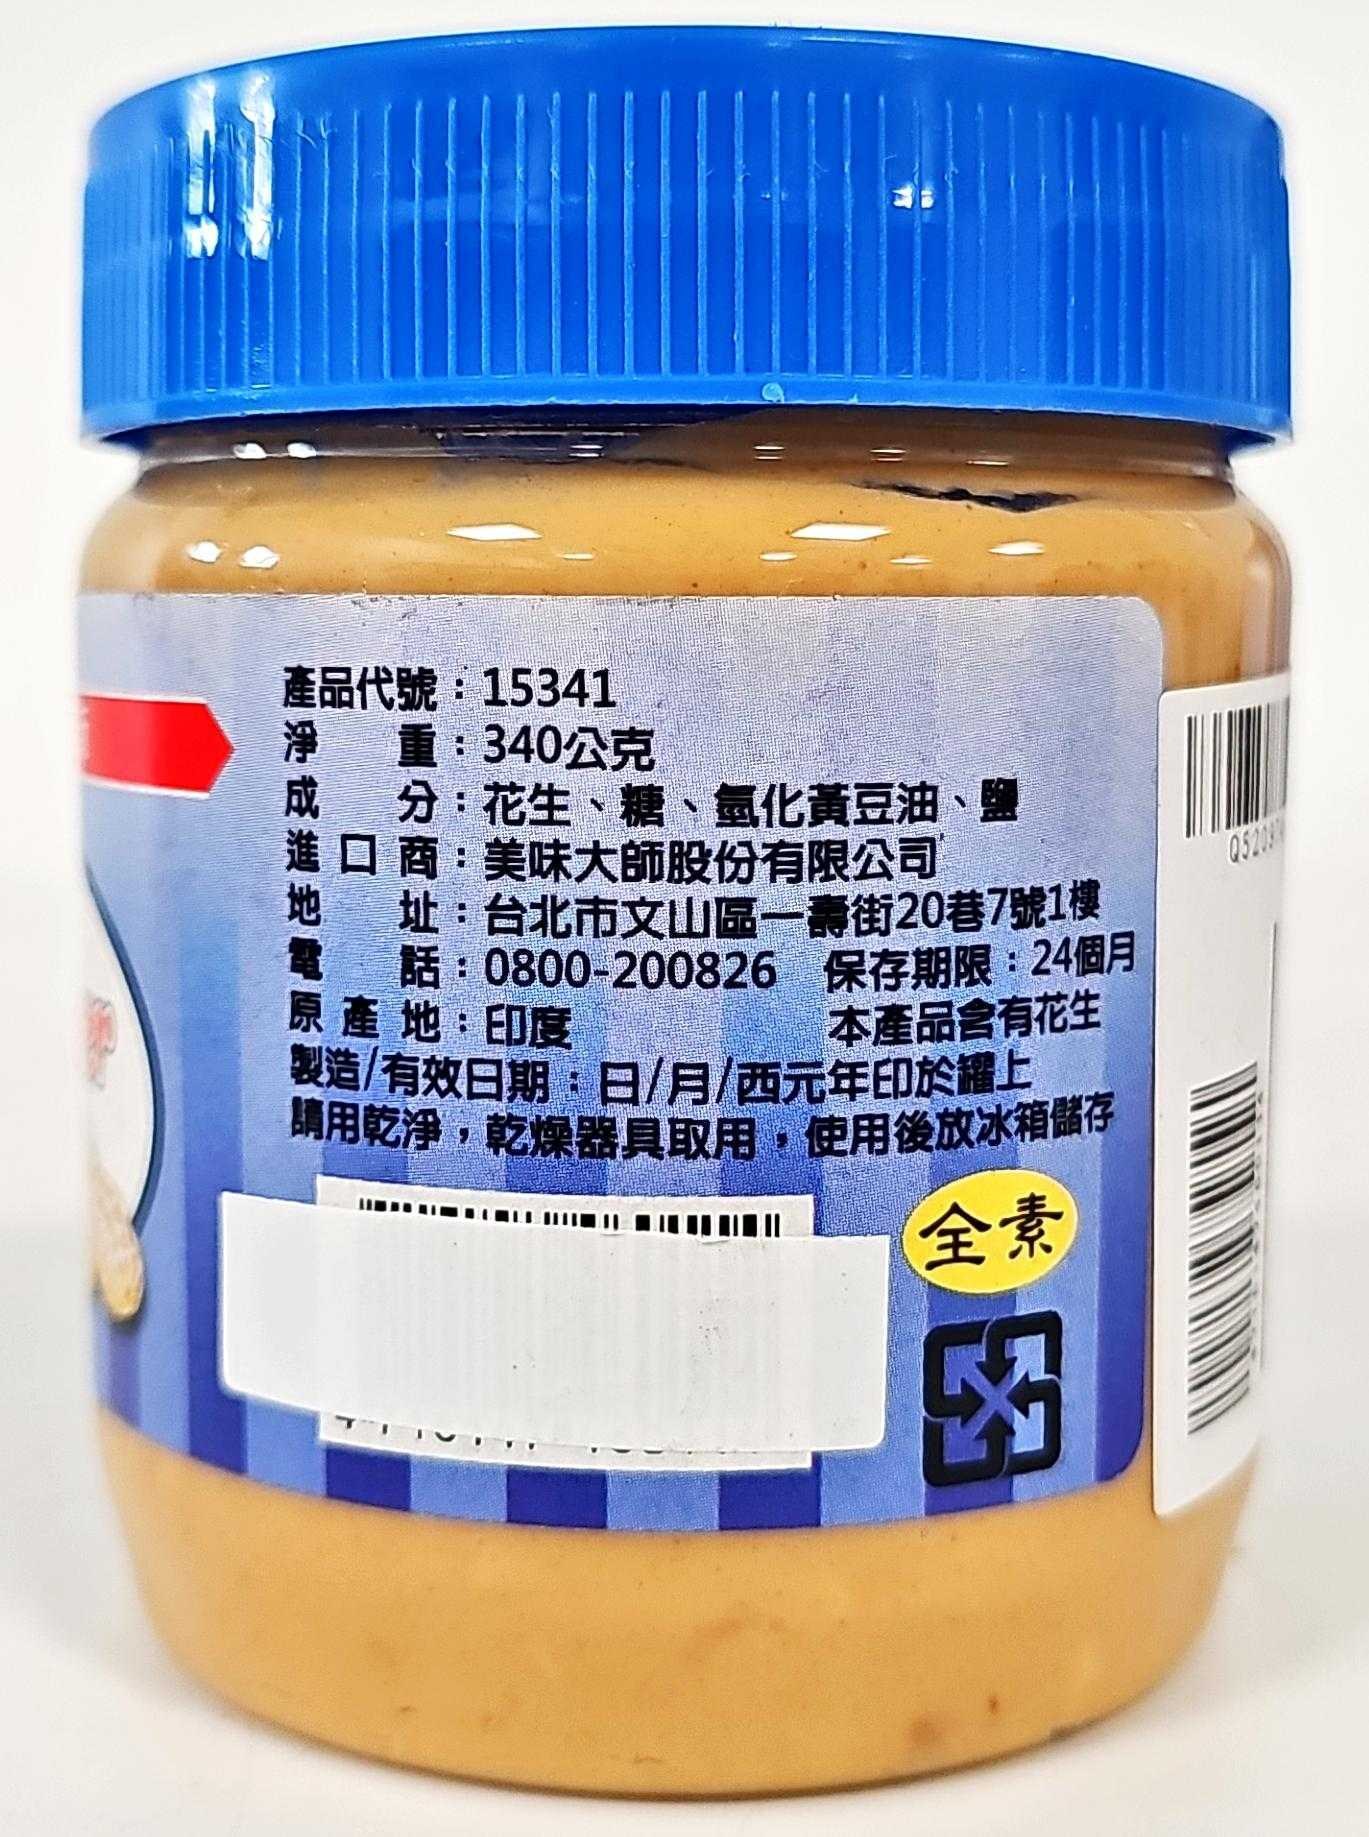 產品代號：15341
淨重：340公克
成分：花生、糖、氫化黃豆油、鹽
進口商：美味大師股份有限公司
地址：台北市文山區一壽街20巷7號1樓
電話：0800-200826 保存期限：24個月
原產地：印度 本產品含有花生
製造/有效日期：日/月/西元年印於罐上
請用乾淨，乾燥器具取用，使用後放冰箱儲存
全素